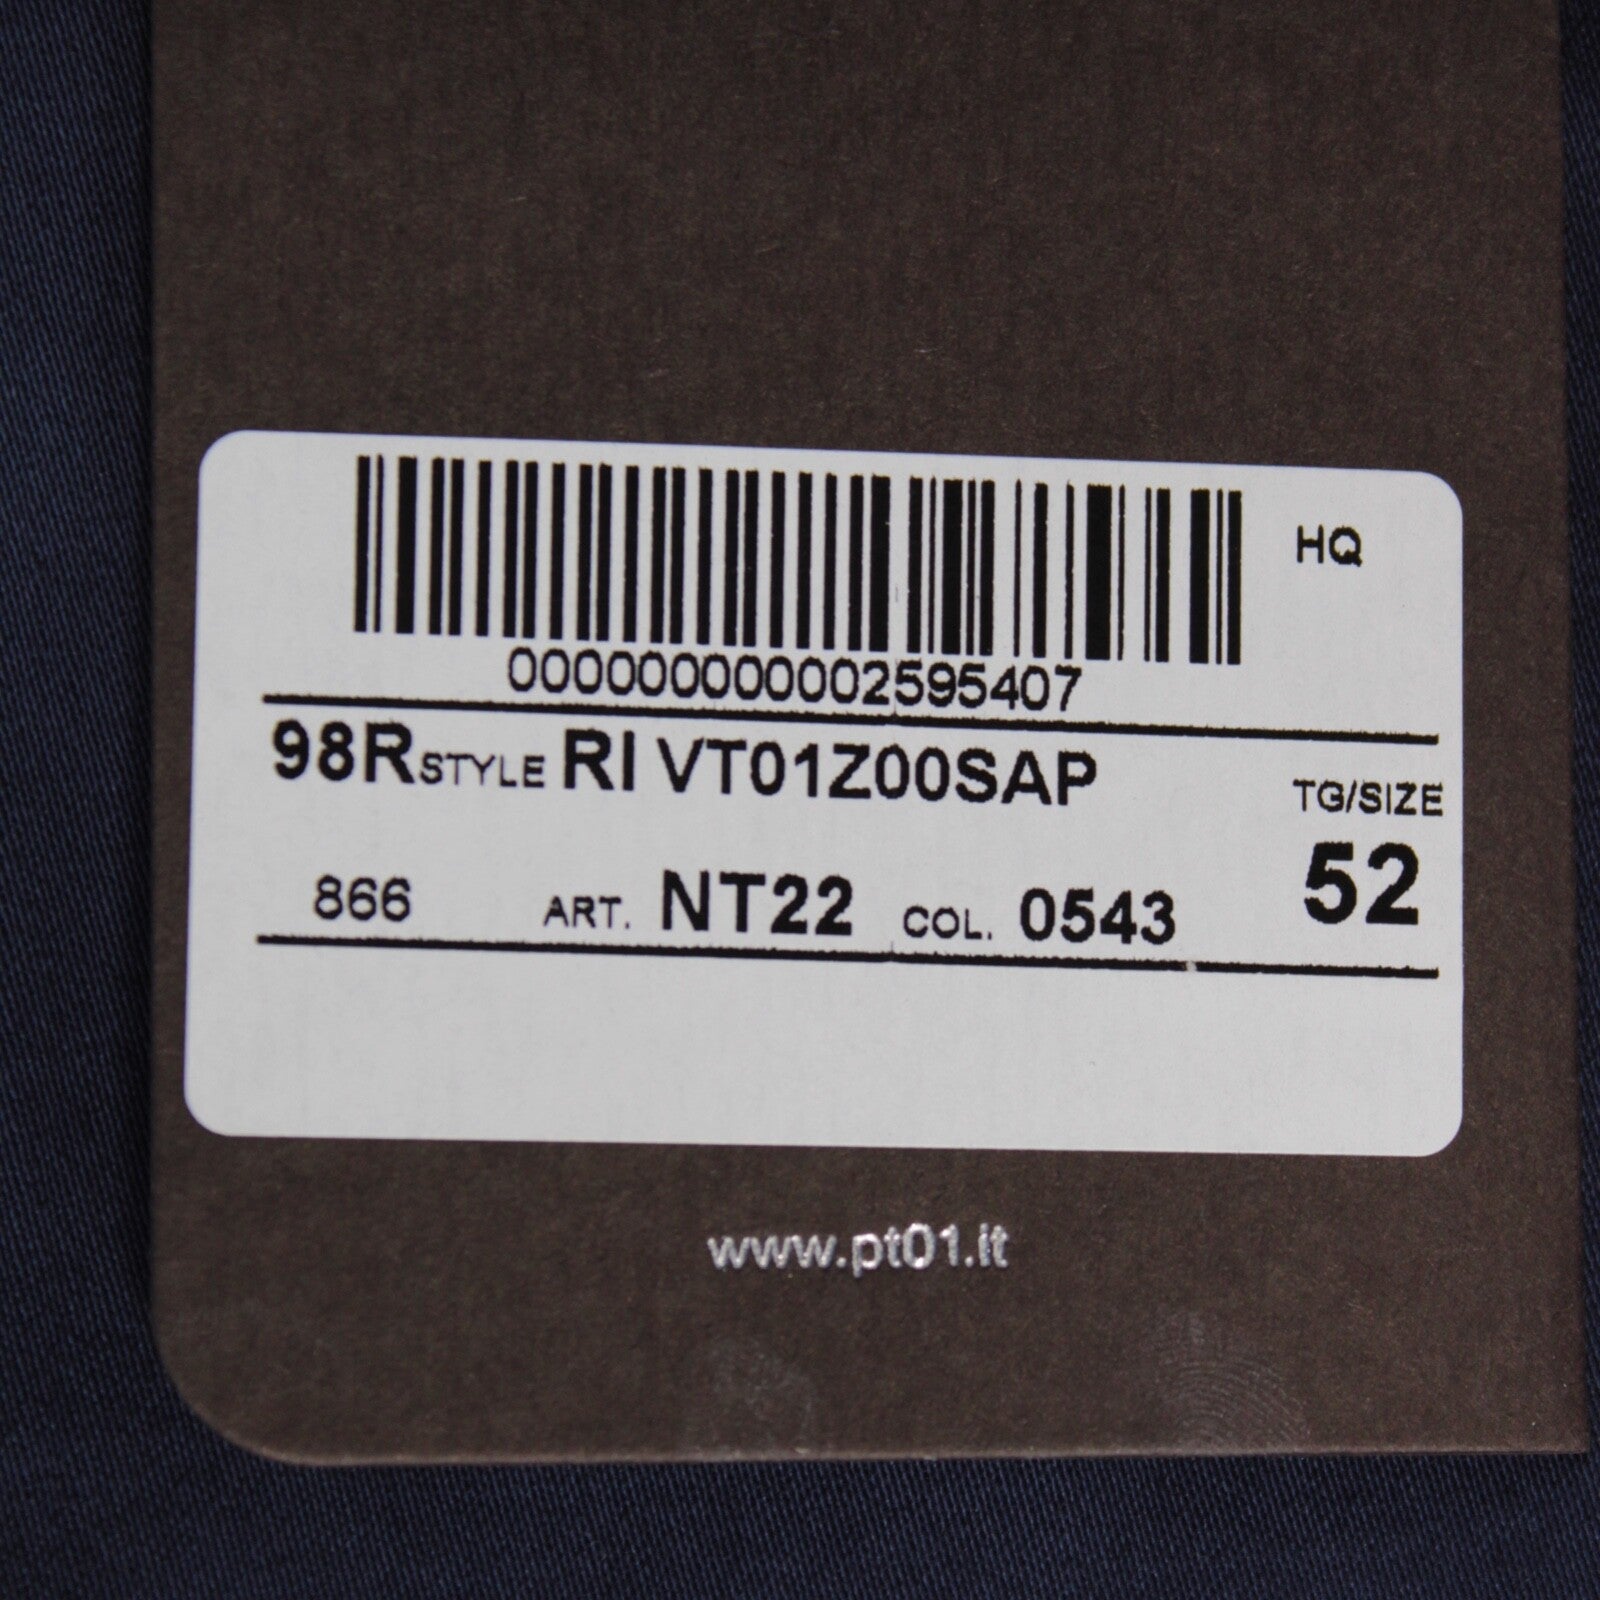 HQ
000000000002595407
98R STYLE RI VT01Z00SAP
TG/SIZE
866 ART. NT22 COL. 0543 52
www.pt01.it